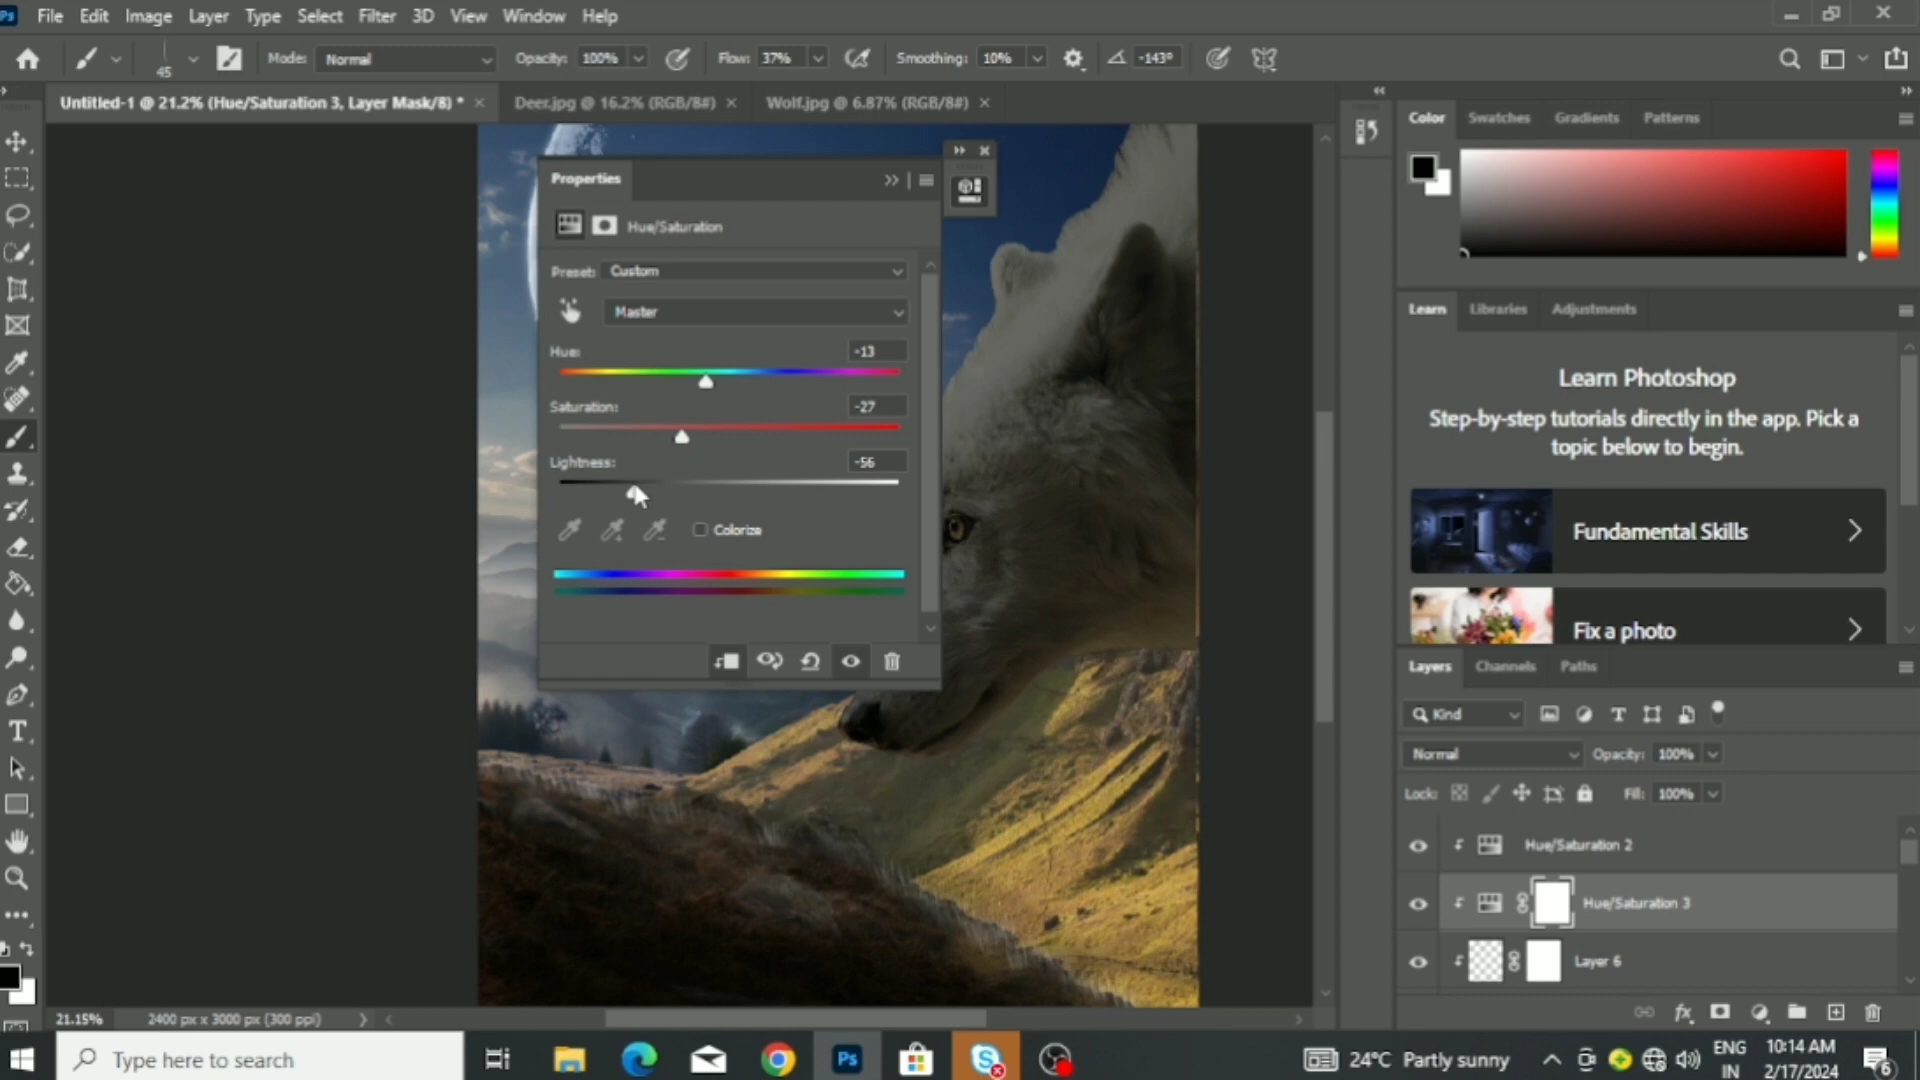 Ps File Edit Image Layer Type Select Filter 3D View Window Help
45 Mode: Normal Opacity: 100% Flow: 37% Smoothing: 10% -143°
Untitled-1 @ 21.2% (Hue/Saturation 3, Layer Mask/8) * × Deer.jpg @ 16.2% (RGB/8#) × Wolf.jpg @ 6.87% (RGB/8#) ×
Color Swatches Gradients Patterns
Properties
Hue/Saturation
Preset: Custom
Master
Hue: -13
Saturation: -27
Lightness: -56
Colorize
Learn Libraries Adjustments
Learn Photoshop
Step-by-step tutorials directly in the app. Pick a
topic below to begin.
Fundamental Skills
Fix a photo
Layers Channels Paths
Kind
Normal Opacity: 100%
Lock: Fill: 100%
Hue/Saturation 2
Hue/Saturation 3
Layer 6
21.15% 2400 px x 3000 px (300 ppi)
Type here to search
Ps
24°C Partly sunny
ENG
IN
10:14 AM
2/17/2024
6